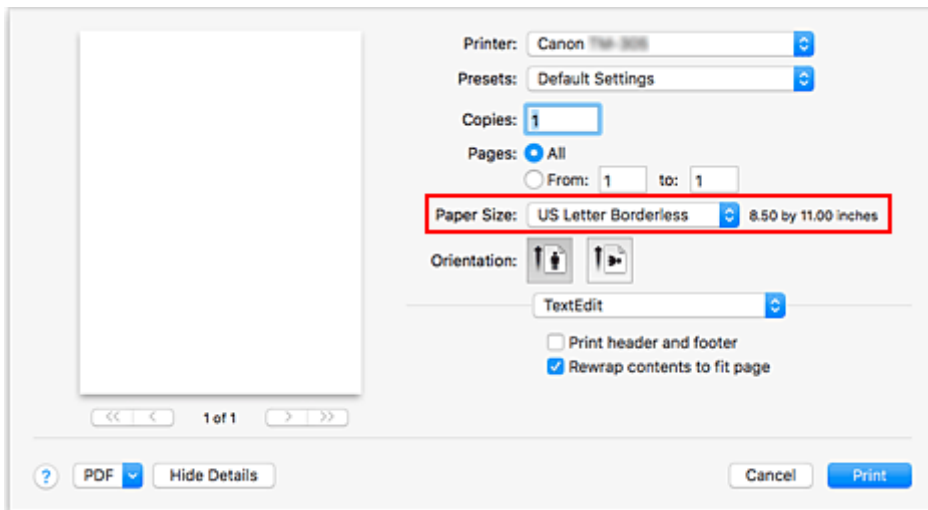 Printer: Canon
Presets: Default Settings
Copies: 1
Pages: All
From: 1 to: 1
Paper Size: US Letter Borderless 8.50 by 11.00 inches
Orientation:
TextEdit
Print header and footer
Rewrap contents to fit page
<< < 1 of 1 > >>
? PDF Hide Details Cancel Print